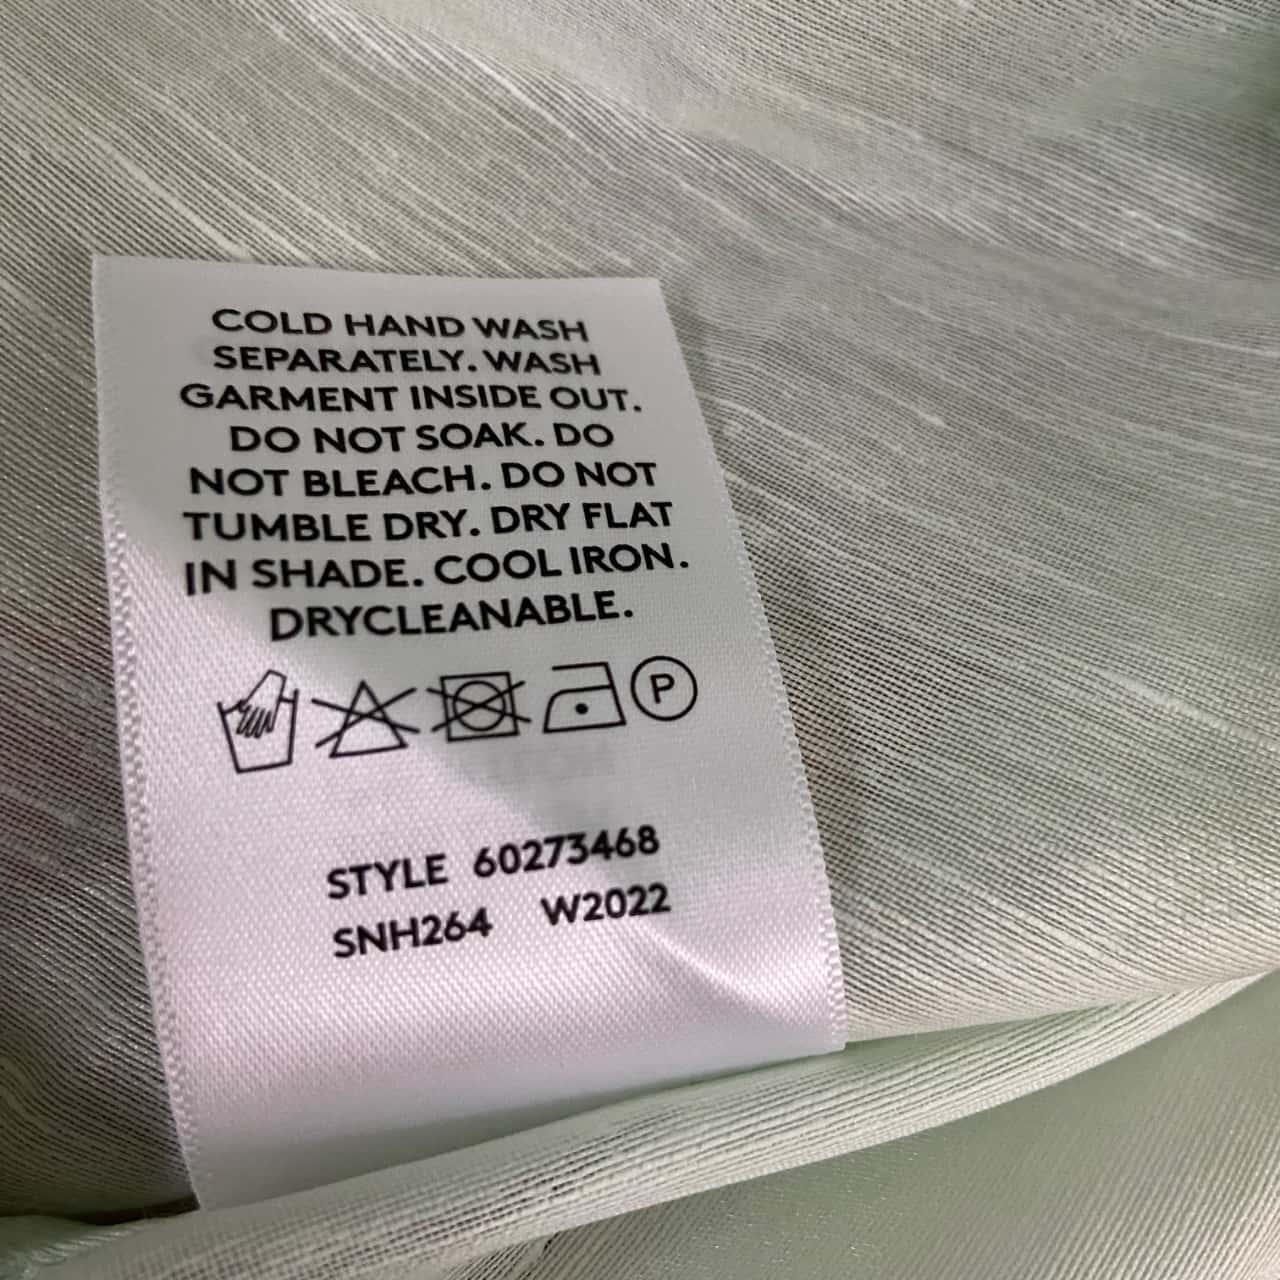 COLD HAND WASH
SEPARATELY. WASH
GARMENT INSIDE OUT.
DO NOT SOAK. DO
NOT BLEACH. DO NOT
TUMBLE DRY. DRY FLAT
IN SHADE. COOL IRON.
DRYCLEANABLE.
P
STYLE 60273468
SNH264 W2022